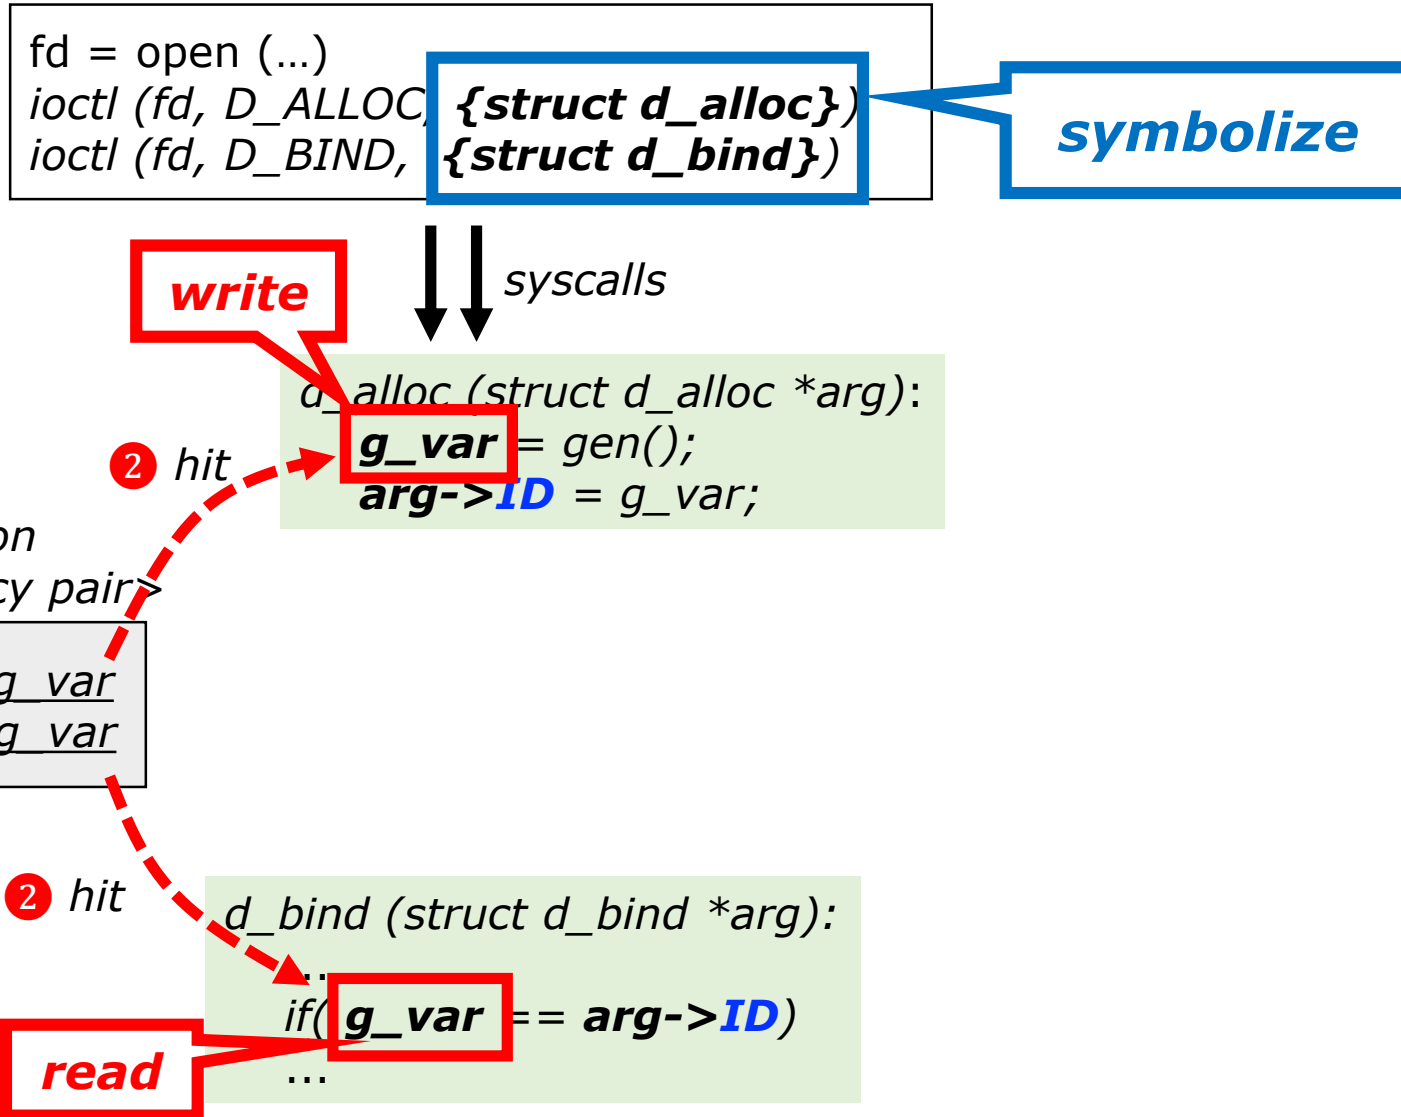 fd = open (…)
ioctl (fd, D_ALLOC, {struct d_alloc})
ioctl (fd, D_BIND, {struct d_bind})
symbolize
syscalls
write
d_alloc (struct d_alloc *arg):
g_var = gen();
arg->ID = g_var;
2 hit
on
cy pair>
g_var
g_var
2 hit
d_bind (struct d_bind *arg):
...
if( g_var == arg->ID)
...
read